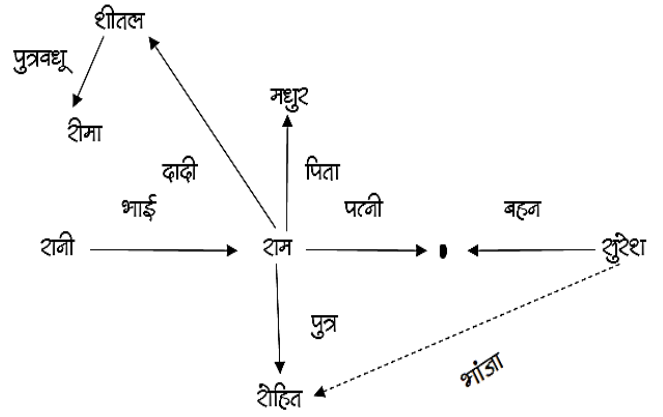 शीतल
पुत्रवधू
मधुर
रीमा
दादी
पिता
भाई
पत्नी
बहन
रानी
राम
सुरेश
पुत्र
भांजा
रोहित